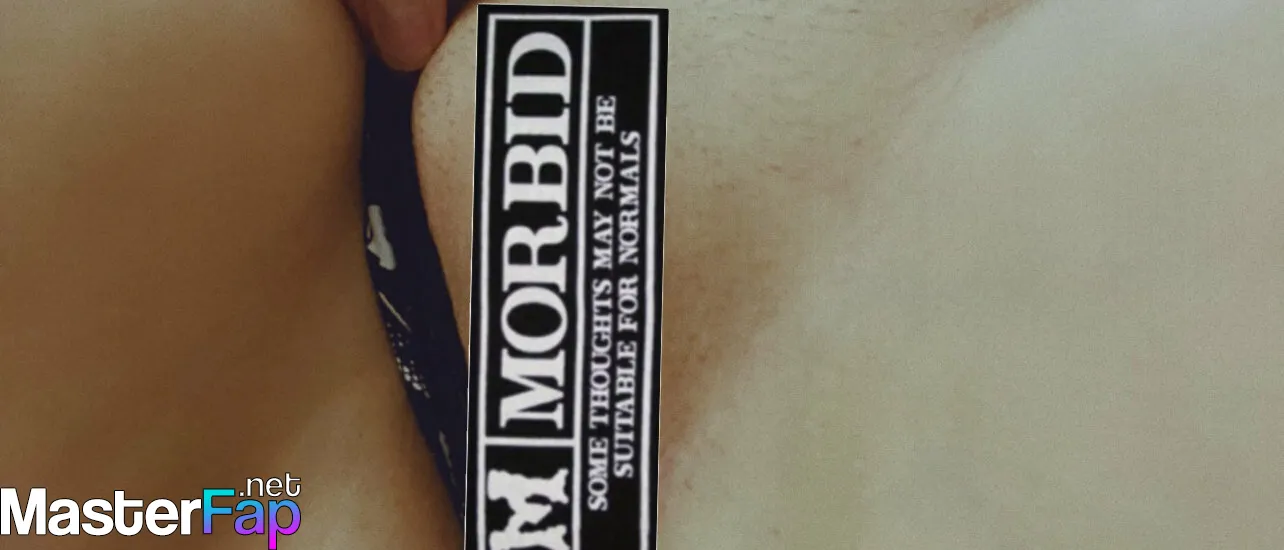 MORBID
SOME THOUGHTS MAY NOT BE
SUITABLE FOR NORMALS
MasterFap.net